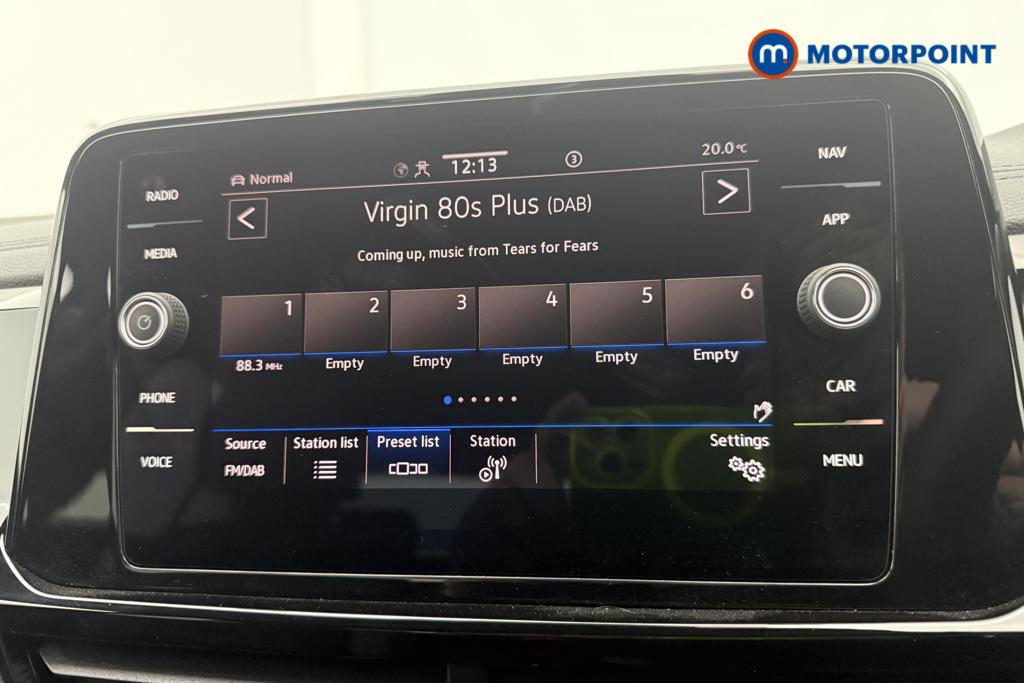 m MOTORPOINT
RADIO
MEDIA
PHONE
VOICE
Normal
12:13
3
20.0°C
< Virgin 80s Plus (DAB) >
Coming up, music from Tears for Fears
1 2 3 4 5 6
88.3 MHz Empty Empty Empty Empty Empty
Source Station list Preset list Station Settings
FM/DAB
NAV
APP
CAR
MENU